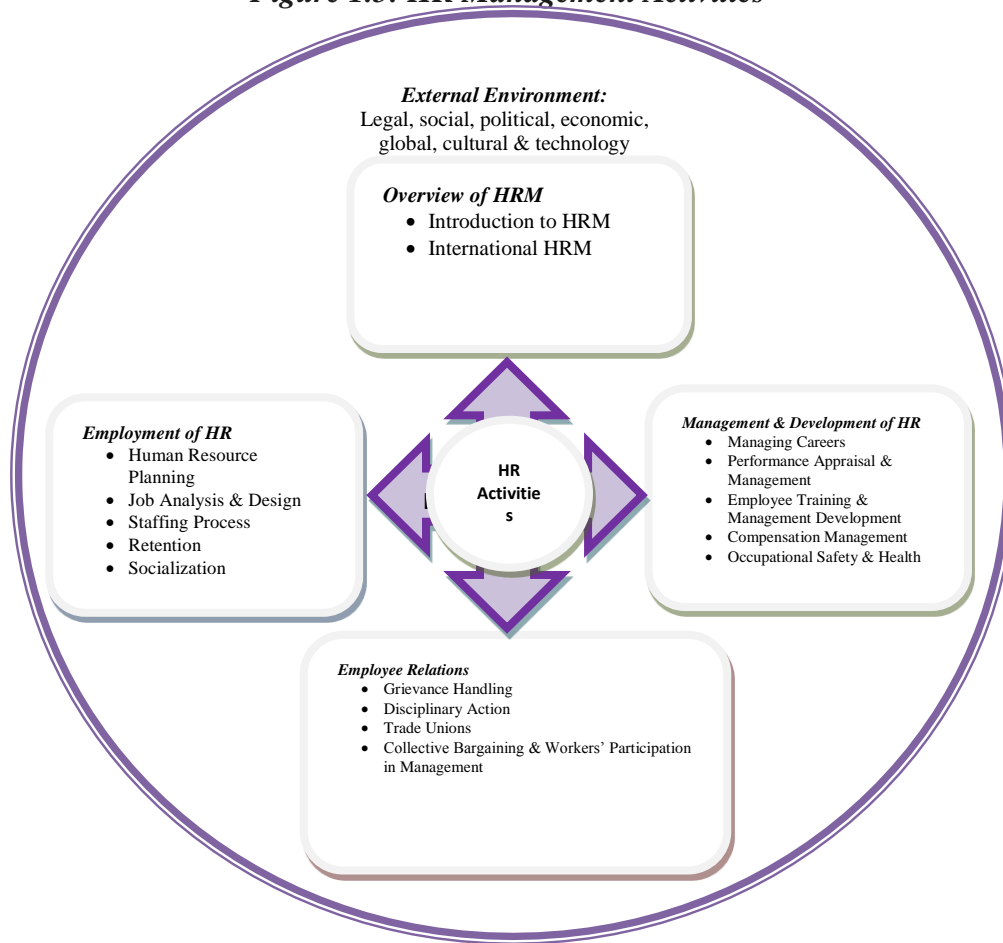 External Environment:
Legal, social, political, economic,
global, cultural & technology
Overview of HRM
• Introduction to HRM
• International HRM
Employment of HR
• Human Resource
Planning
• Job Analysis & Design
• Staffing Process
• Retention
• Socialization
HR
Activitie
s
Management & Development of HR
• Managing Careers
• Performance Appraisal &
Management
• Employee Training &
Management Development
• Compensation Management
• Occupational Safety & Health
Employee Relations
• Grievance Handling
• Disciplinary Action
• Trade Unions
• Collective Bargaining & Workers’ Participation
in Management